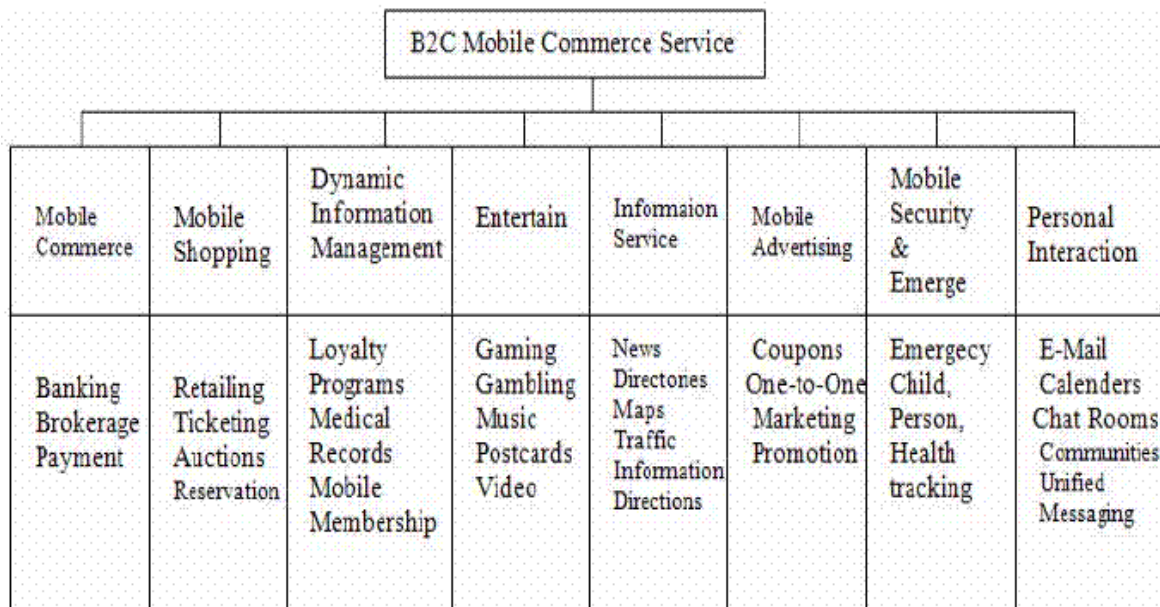 B2C Mobile Commerce Service
Mobile
Commerce
Mobile
Shopping
Dynamic
Information
Management
Entertain
Informaion
Service
Mobile
Advertising
Mobile
Security
&
Emerge
Personal
Interaction
Banking
Brokerage
Payment
Retailing
Ticketing
Auctions
Reservation
Loyalty
Programs
Medical
Records
Mobile
Membership
Gaming
Gambling
Music
Postcards
Video
News
Directones
Maps
Traffic
Information
Directions
Coupons
One-to-One
Marketing
Promotion
Emergecy
Child,
Person,
Health
tracking
E-Mail
Calenders
Chat Rooms
Communities
Unified
Messaging